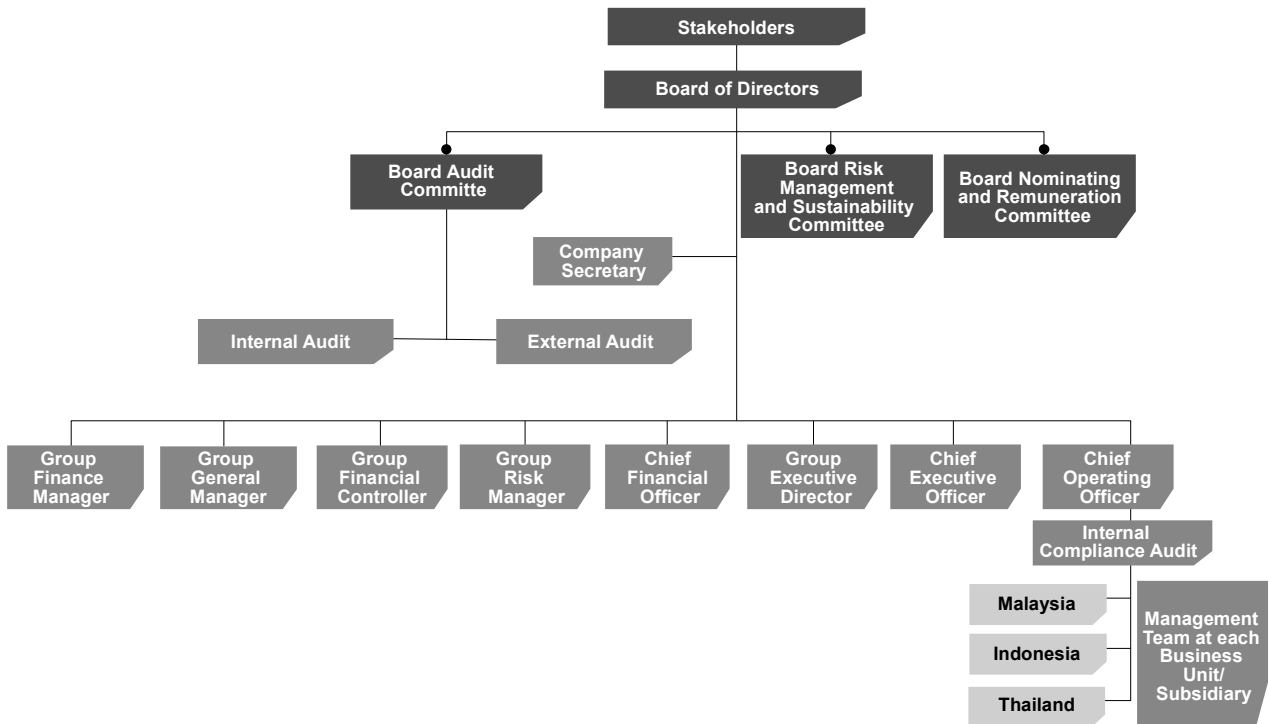 Stakeholders
Board of Directors
Board Audit
Committe
Board Risk
Management
and Sustainability
Committee
Board Nominating
and Remuneration
Committee
Company
Secretary
Internal Audit
External Audit
Group
Finance
Manager
Group
General
Manager
Group
Financial
Controller
Group
Risk
Manager
Chief
Financial
Officer
Group
Executive
Director
Chief
Executive
Officer
Chief
Operating
Officer
Internal
Compliance Audit
Malaysia
Indonesia
Thailand
Management
Team at each
Business
Unit/
Subsidiary